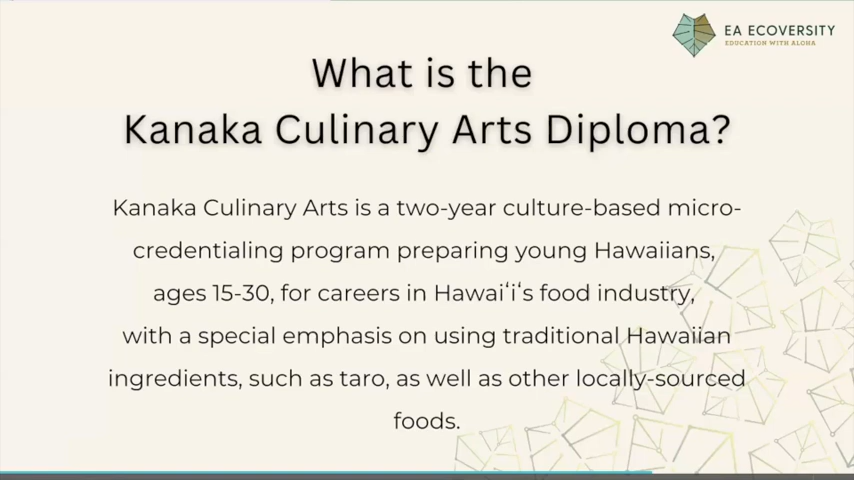 EA ECOVERSITY
EDUCATION WITH ALOHA
What is the
Kanaka Culinary Arts Diploma?
Kanaka Culinary Arts is a two-year culture-based micro-
credentialing program preparing young Hawaiians,
ages 15-30, for careers in Hawaiʻiʻs food industry,
with a special emphasis on using traditional Hawaiian
ingredients, such as taro, as well as other locally-sourced
foods.